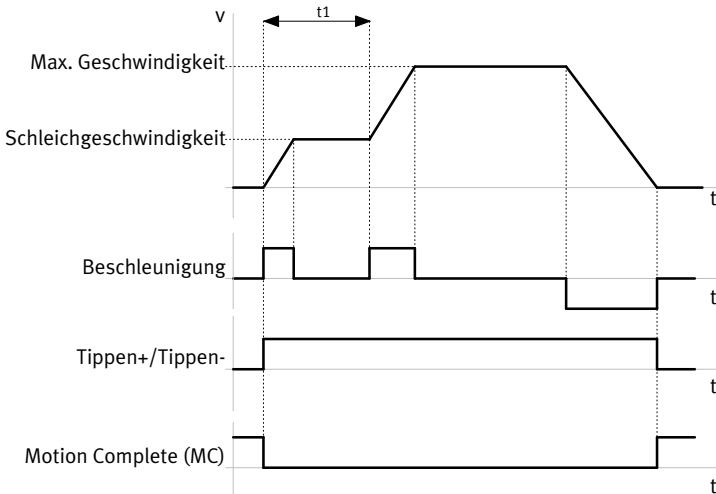 v
t1
Max. Geschwindigkeit
Schleichgeschwindigkeit
t
Beschleunigung
t
Tippen+/Tippen-
t
Motion Complete (MC)
t